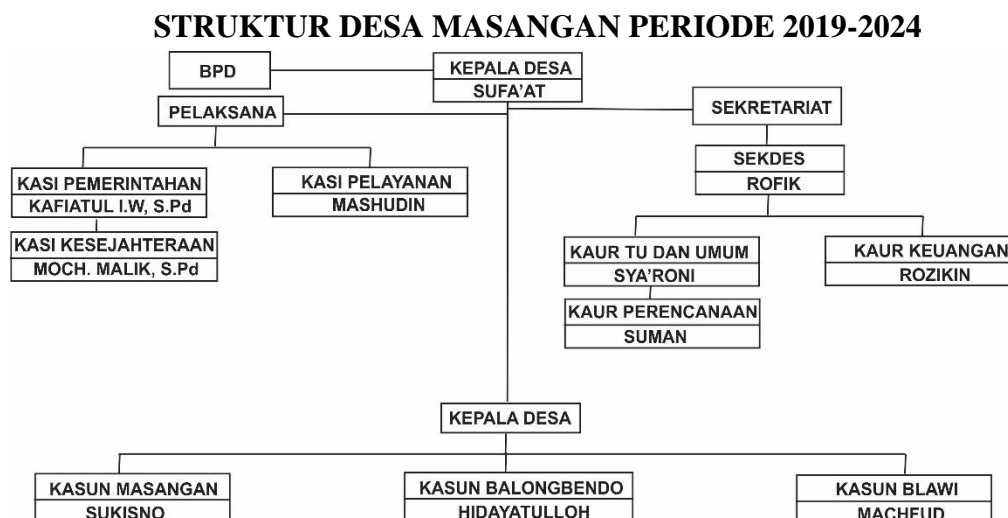 STRUKTUR DESA MASANGAN PERIODE 2019-2024
BPD
KEPALA DESA
SUFA'AT
PELAKSANA
SEKRETARIAT
KASI PEMERINTAHAN
KAFIATUL I.W, S.Pd
KASI PELAYANAN
MASHUDIN
SEKDES
ROFIK
KASI KESEJAHTERAAN
MOCH. MALIK, S.Pd
KAUR TU DAN UMUM
SYA'RONI
KAUR KEUANGAN
ROZIKIN
KAUR PERENCANAAN
SUMAN
KEPALA DESA
KASUN MASANGAN
SUKISNO
KASUN BALONGBENDO
HIDAYATULLOH
KASUN BLAWI
MACHFUD